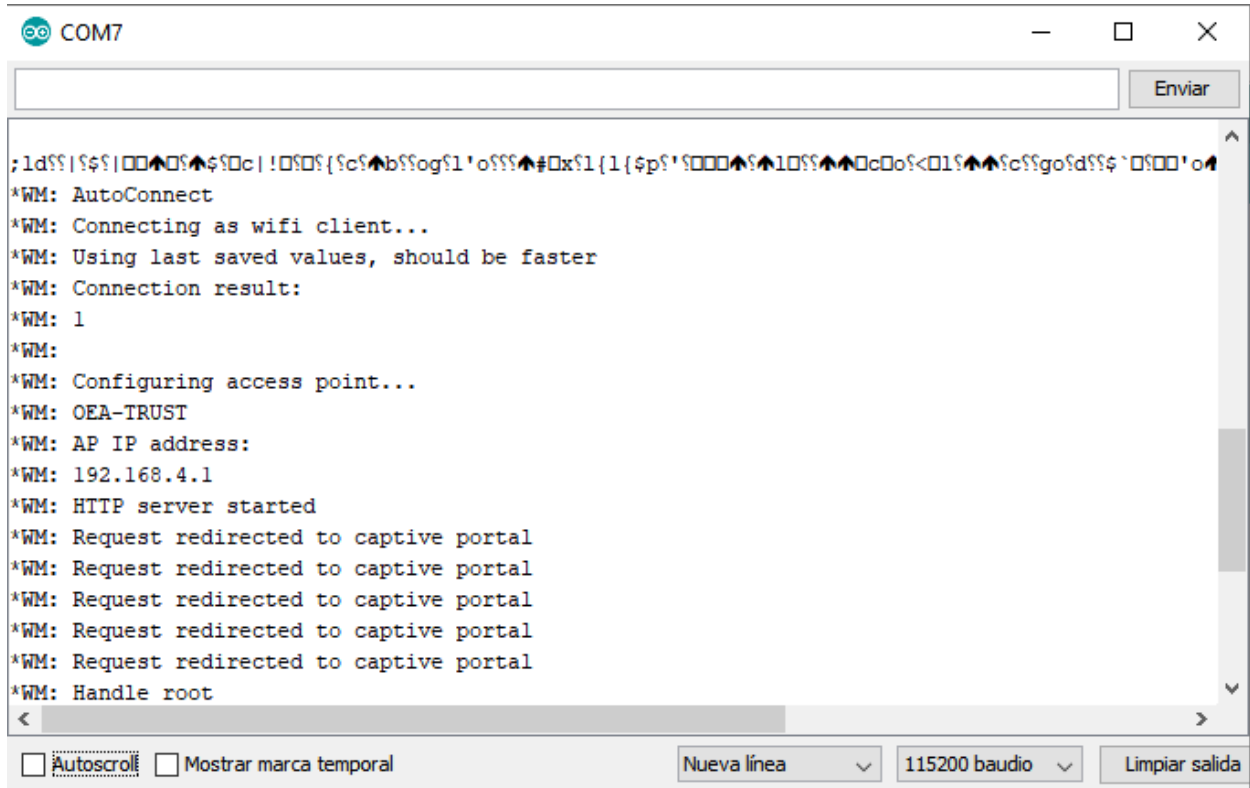 COM7
Enviar
*WM: AutoConnect
*WM: Connecting as wifi client...
*WM: Using last saved values, should be faster
*WM: Connection result:
*WM: 1
*WM:
*WM: Configuring access point...
*WM: OEA-TRUST
*WM: AP IP address:
*WM: 192.168.4.1
*WM: HTTP server started
*WM: Request redirected to captive portal
*WM: Request redirected to captive portal
*WM: Request redirected to captive portal
*WM: Request redirected to captive portal
*WM: Request redirected to captive portal
*WM: Handle root
Autoscroll Mostrar marca temporal Nueva línea 115200 baudio Limpiar salida